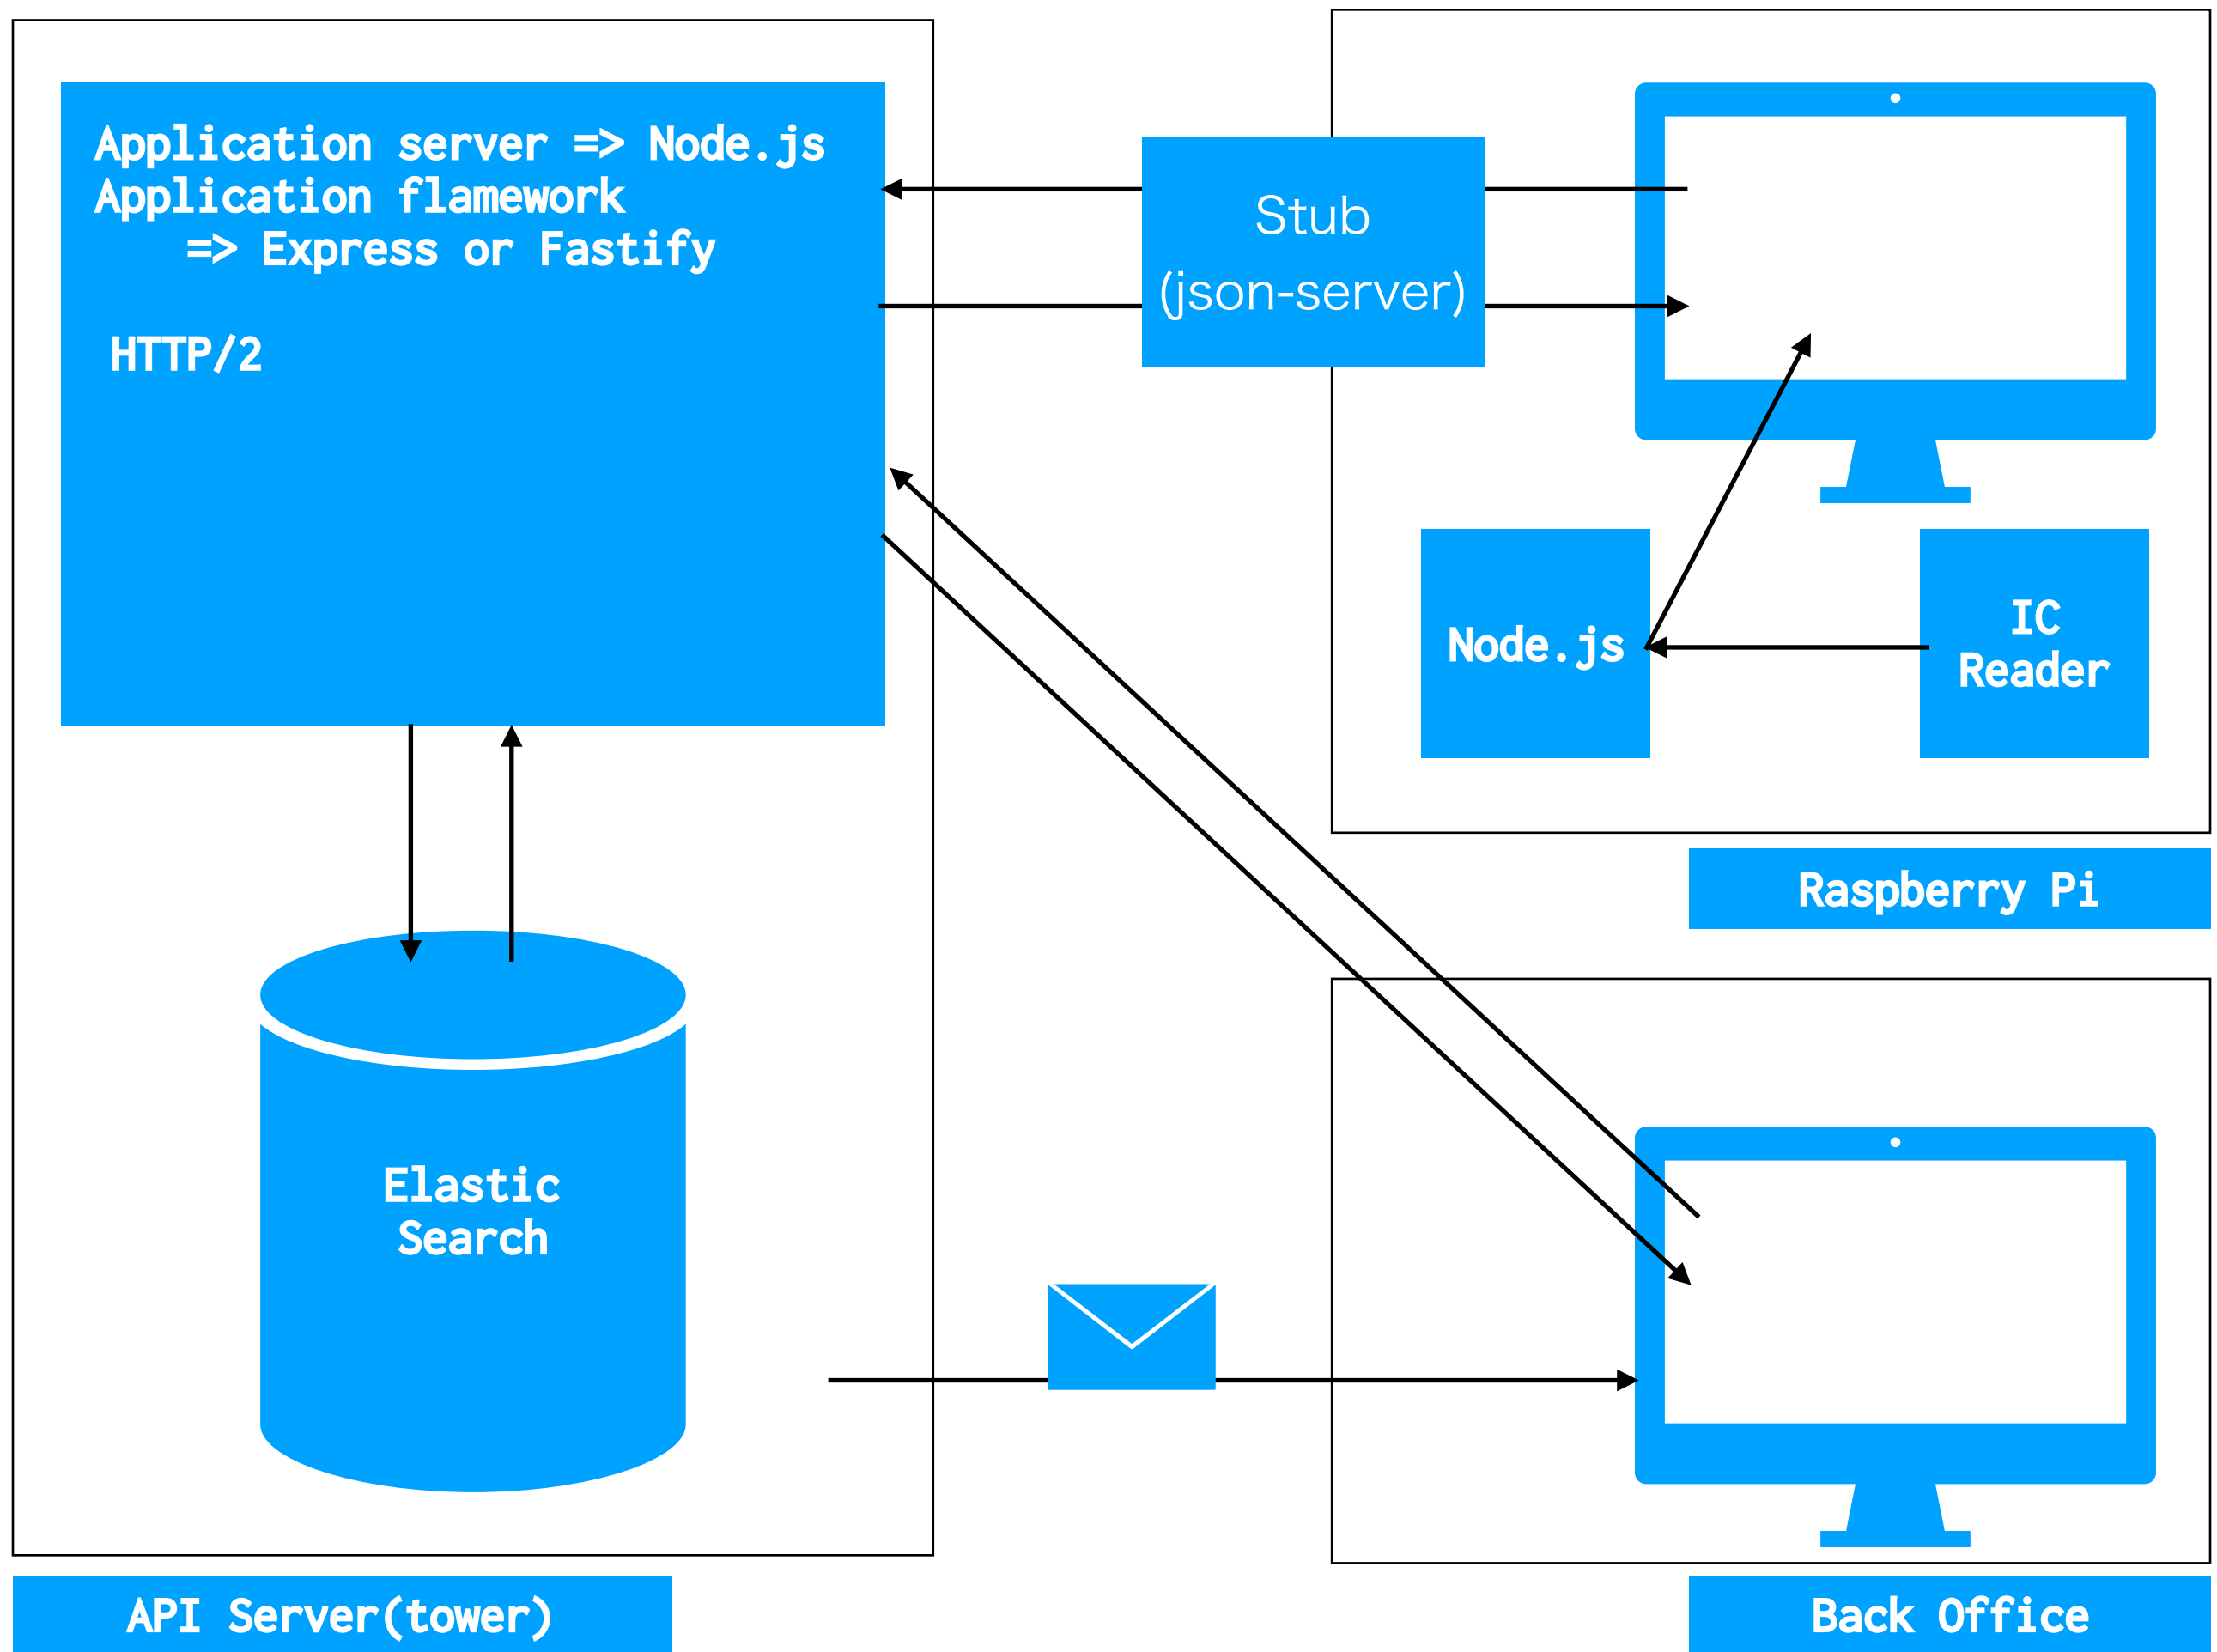 Application server => Node.js
Application flamework
=> Express or Fastify
HTTP/2
Stub
(json-server)
Node.js
IC
Reader
Raspberry Pi
Elastic
Search
API Server(tower)
Back Office